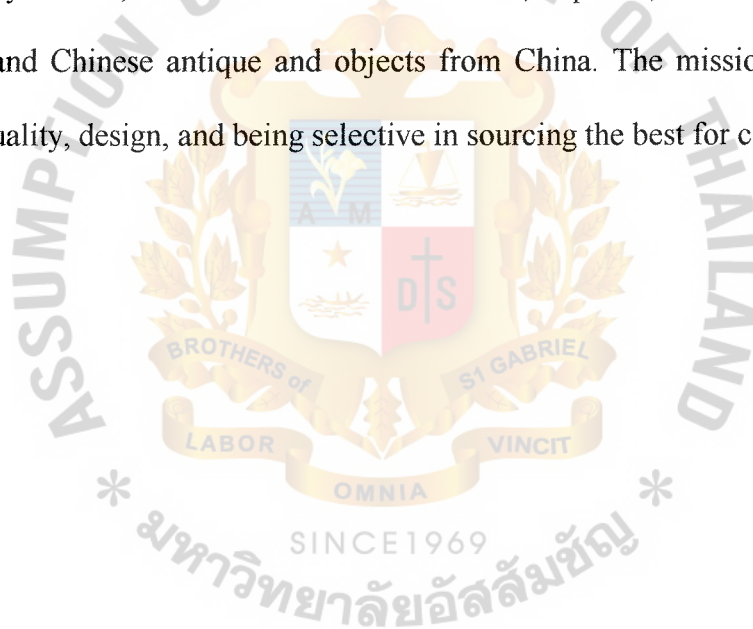 and Chinese antique and objects from China. The missio
uality, design, and being selective in sourcing the best for c
ASSUMPTION
OF THAILAND
A M
D S
BROTHERS of
S1 GABRIEL
LABOR
VINCIT
OMNIA
* SINCE1969 *
มหาวิทยาลัยอัสสัมชัญ